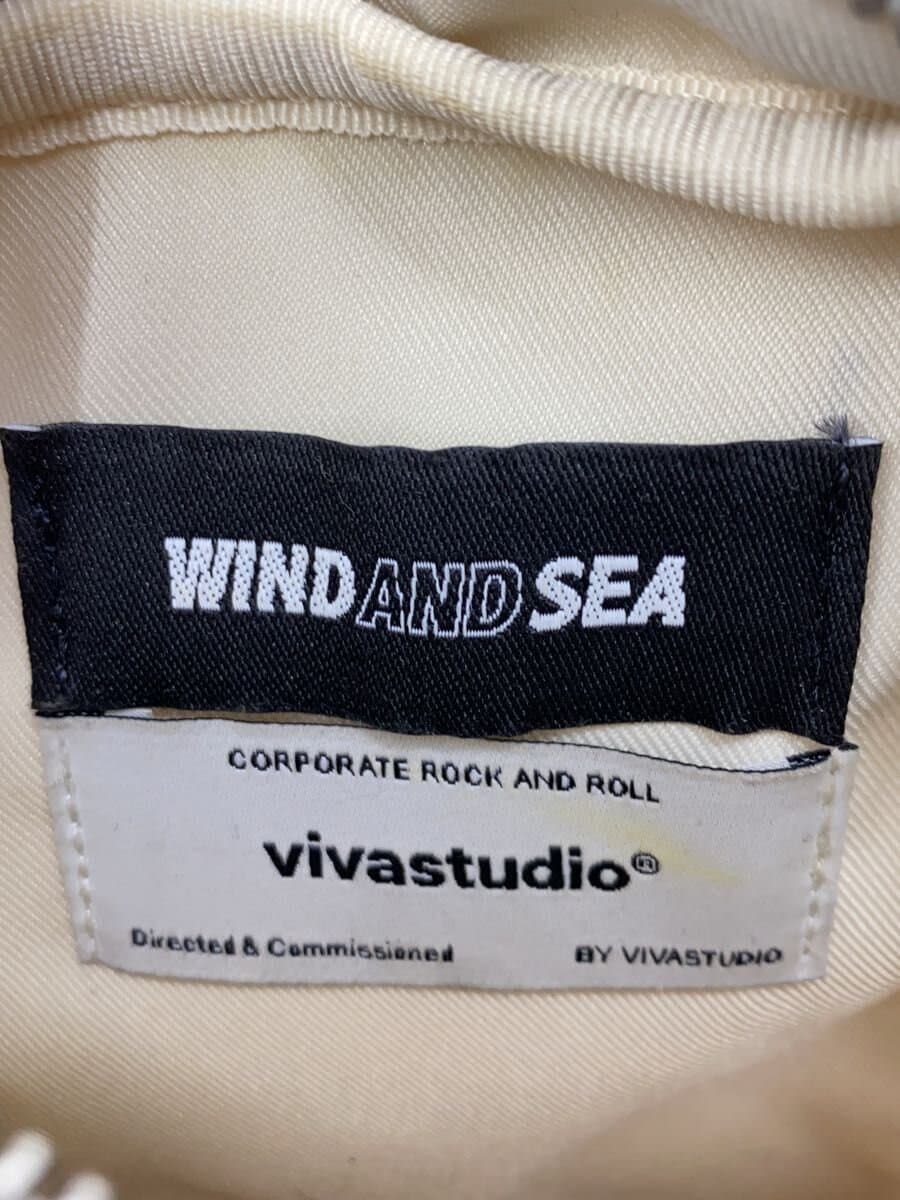 WINDANDSEA
CORPORATE ROCK AND ROLL
vivastudio®
Directed & Commissioned BY VIVASTUDIO